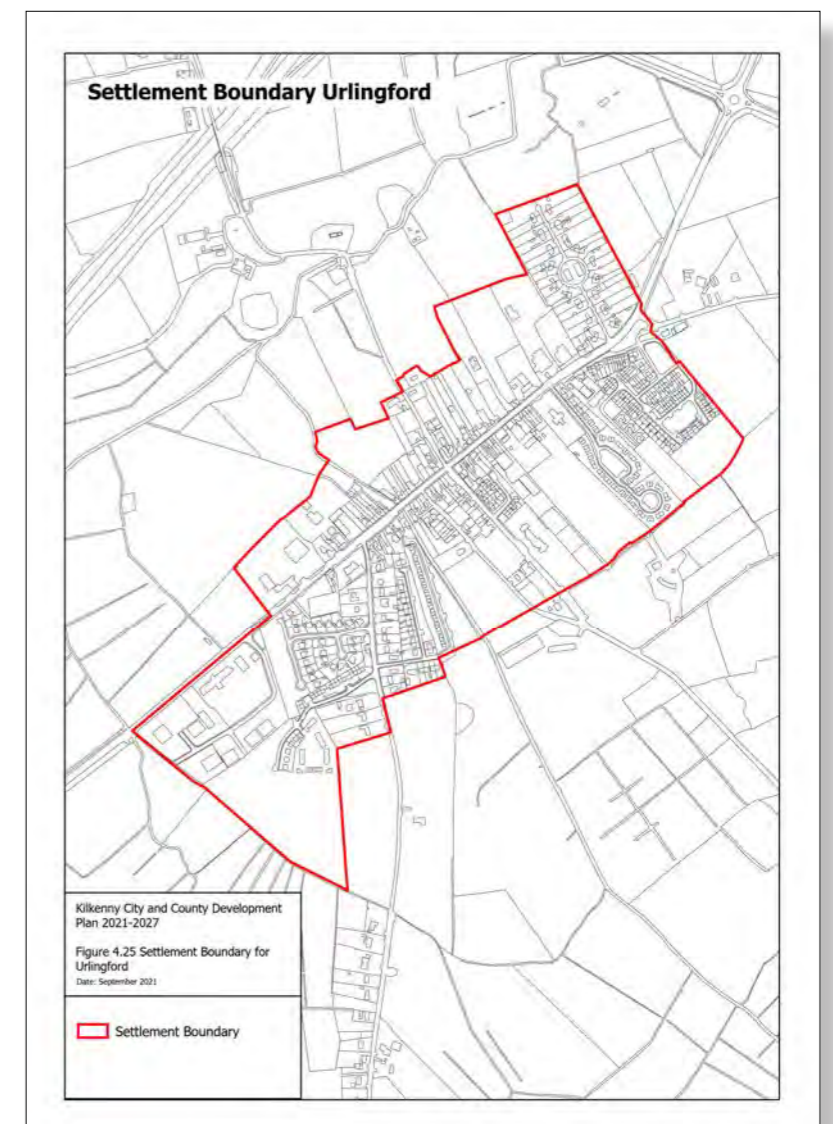 Settlement Boundary Urlingford
Kilkenny City and County Development
Plan 2021-2027
Figure 4.25 Settlement Boundary for
Urlingford
Date: September 2021
Settlement Boundary